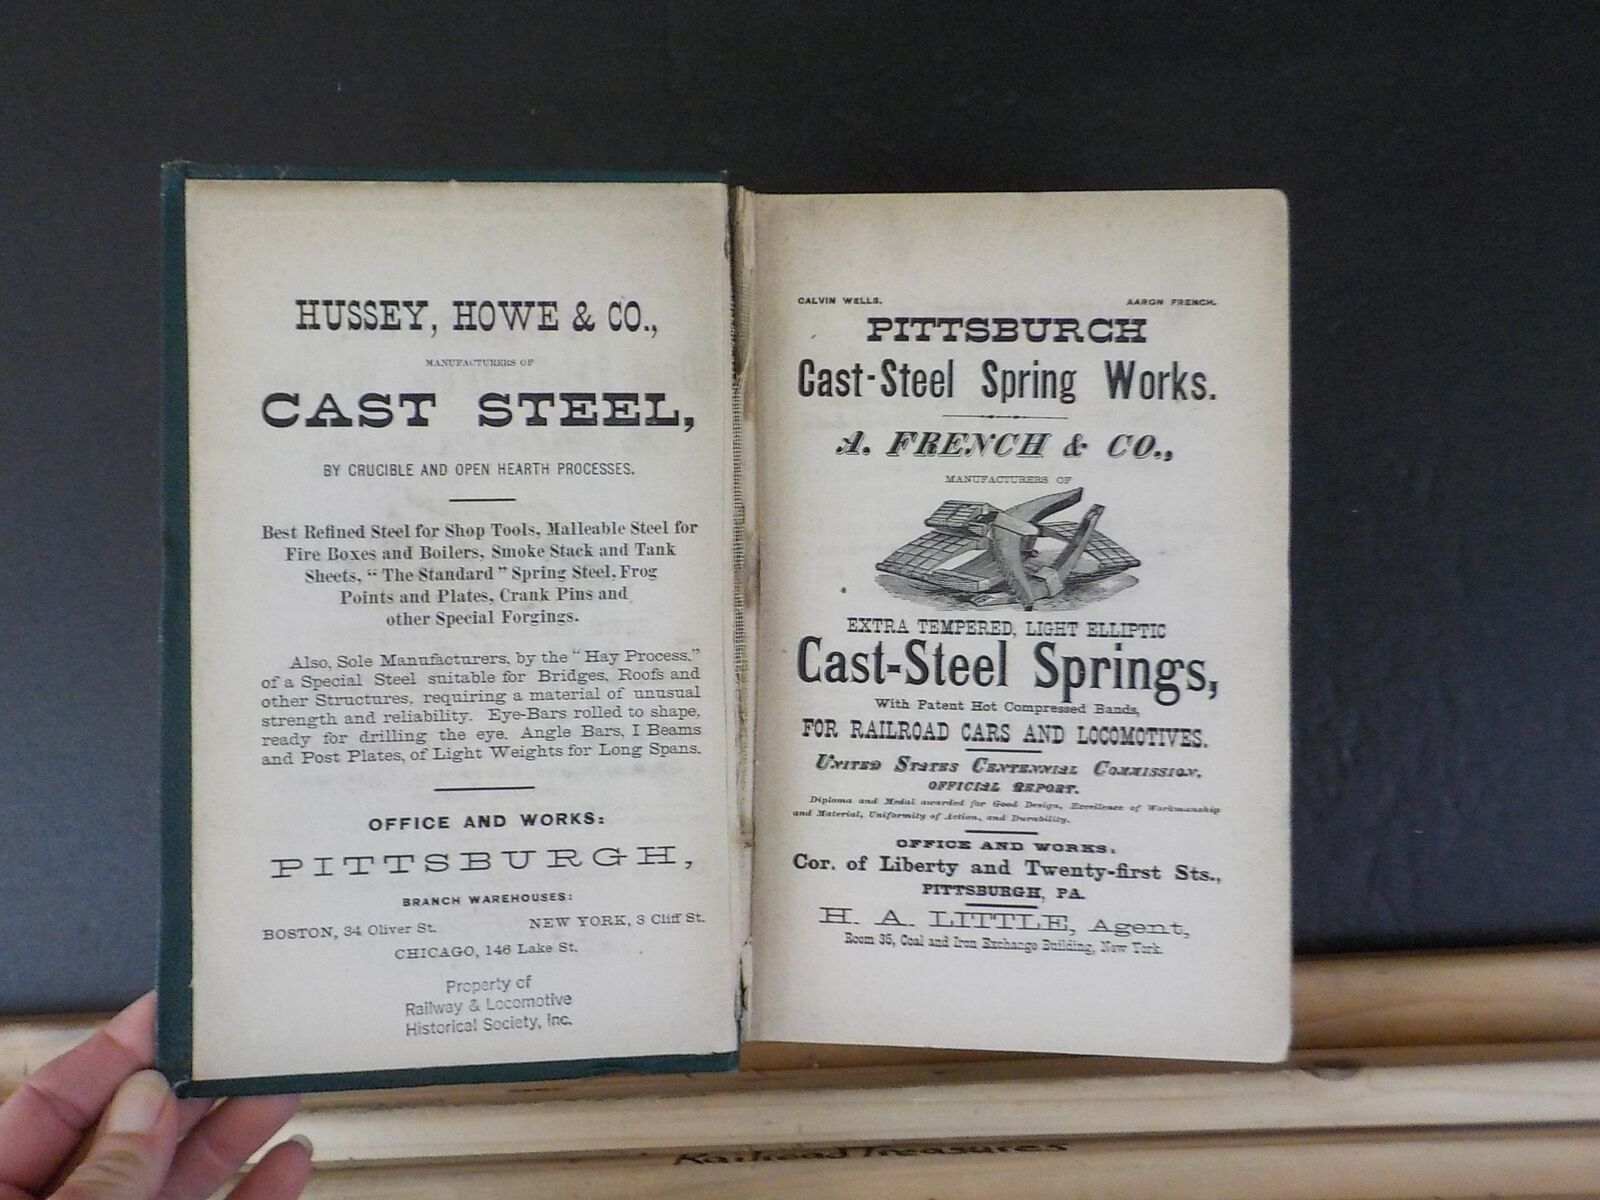 HUSSEY, HOWE & CO.,
MANUFACTURERS OF
CAST STEEL,
BY CRUCIBLE AND OPEN HEARTH PROCESSES.
Best Refined Steel for Shop Tools, Malleable Steel for
Fire Boxes and Boilers, Smoke Stack and Tank
Sheets, “The Standard” Spring Steel, Frog
Points and Plates, Crank Pins and
other Special Forgings.
Also, Sole Manufacturers, by the “Hay Process,”
of a Special Steel suitable for Bridges, Roofs and
other Structures, requiring a material of unusual
strength and reliability. Eye-Bars rolled to shape,
ready for drilling the eye. Angle Bars, I Beams
and Post Plates, of Light Weights for Long Spans.
OFFICE AND WORKS:
PITTSBURGH,
BRANCH WAREHOUSES:
BOSTON, 34 Oliver St. NEW YORK, 3 Cliff St.
CHICAGO, 146 Lake St.
Property of
Railway & Locomotive
Historical Society, Inc.
CALVIN WELLS. AARON FRENCH.
PITTSBURGH
Cast-Steel Spring Works.
A. FRENCH & CO.,
MANUFACTURERS OF
EXTRA TEMPERED, LIGHT ELLIPTIC
Cast-Steel Springs,
With Patent Hot Compressed Bands,
FOR RAILROAD CARS AND LOCOMOTIVES.
UNITED STATES CENTENNIAL COMMISSION,
OFFICIAL REPORT.
Diploma and Medal awarded for Good Design, Excellence of Workmanship
and Material, Uniformity of Action, and Durability.
OFFICE AND WORKS,
Cor. of Liberty and Twenty-first Sts.,
PITTSBURGH, PA.
H. A. LITTLE, Agent,
Room 35, Coal and Iron Exchange Building, New York.
Railroad Treasures